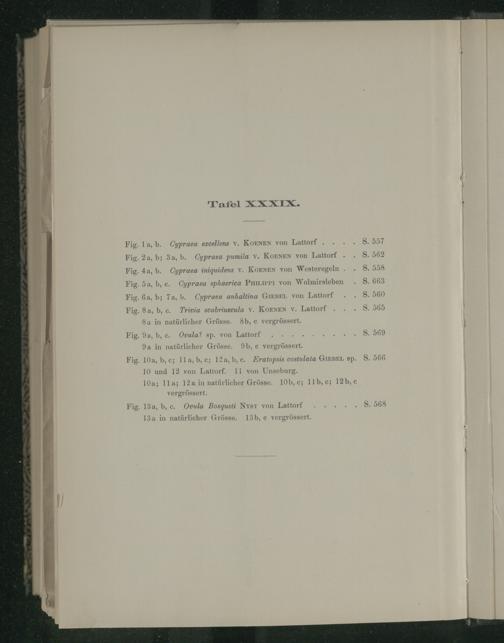 Tafel XXXIX.
Fig. 1a, b. Cypraea excellens v. Koenen von Lattorf . . . . S. 557
Fig. 2a, b; 3a, b. Cypraea pumila v. Koenen von Lattorf . . S. 562
Fig. 4a, b. Cypraea iniquidens v. Koenen von Westeregeln . . S. 558
Fig. 5a, b, c. Cypraea sphaerica Philippi von Wolmirsleben . S. 663
Fig. 6a, b; 7a, b. Cypraea anhaltina Giebel von Lattorf . . S. 560
Fig. 8a, b, c. Trivia scabriuscula v. Koenen v. Lattorf . . . S. 565
8a in natürlicher Grösse. 8b, c vergrössert.
Fig. 9a, b, c. Ovula? sp. von Lattorf . . . . . . . . . S. 569
9a in natürlicher Grösse. 9b, c vergrössert.
Fig. 10a, b, c; 11a, b, c; 12a, b, c. Eratopsis costulata Giebel sp. S. 566
10 und 12 von Lattorf. 11 von Unseburg.
10a; 11a; 12a in natürlicher Grösse. 10b, c; 11b, c; 12b, c
vergrössert.
Fig. 13a, b, c. Ovula Bosqueti Nyst von Lattorf . . . . . S. 568
13a in natürlicher Grösse. 13b, c vergrössert.